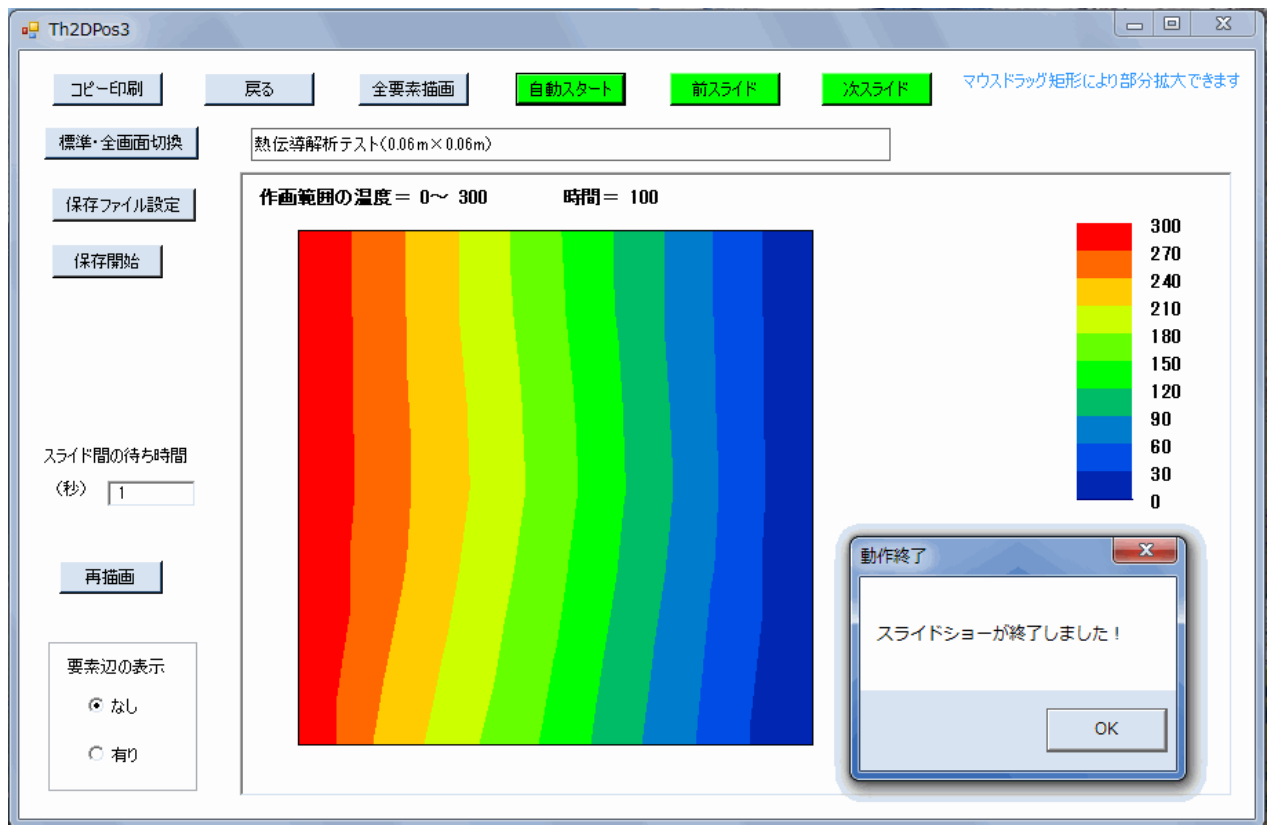 Th2DPos3
コピー印刷
戻る
全要素描画
自動スタート
前スライド
次スライド
マウスドラッグ矩形により部分拡大できます
標準・全画面切換
熱伝導解析テスト(0.06m×0.06m)
保存ファイル設定
作画範囲の温度＝ 0～ 300 時間＝ 100
保存開始
300
270
240
210
180
150
120
90
60
30
0
スライド間の待ち時間
(秒) 1
再描画
動作終了
スライドショーが終了しました！
OK
要素辺の表示
なし
有り